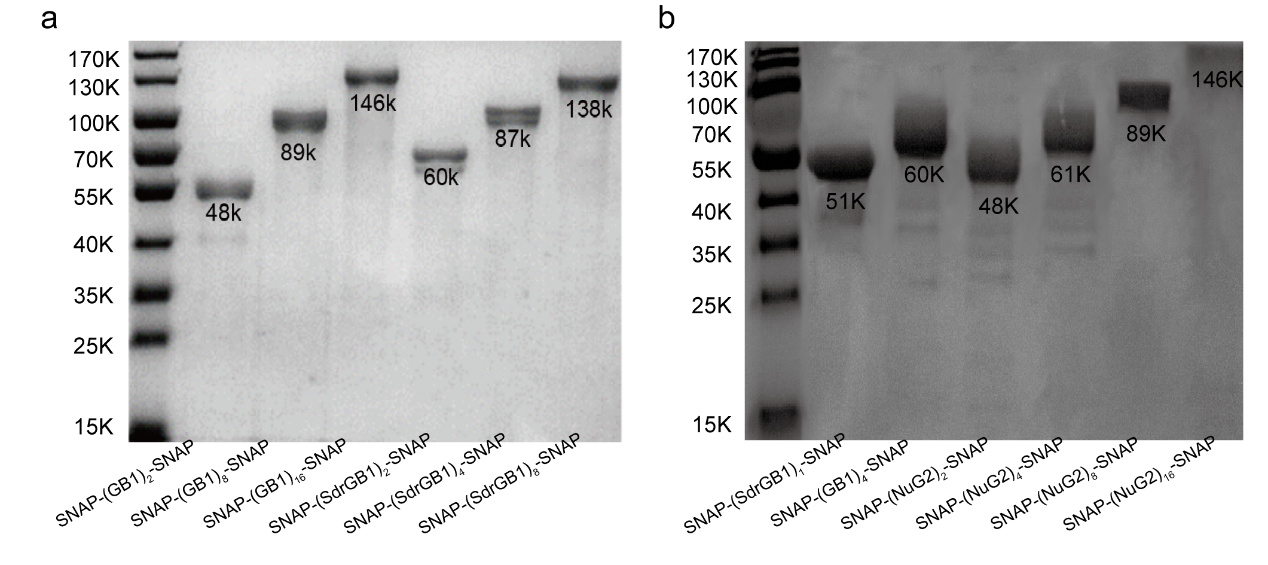 a
170K
130K
100K
70K
55K
40K
35K
25K
15K
48k
89k
146k
60k
87k
138k
SNAP-(GB1)2-SNAP
SNAP-(GB1)8-SNAP
SNAP-(GB1)16-SNAP
SNAP-(SdrGB1)2-SNAP
SNAP-(SdrGB1)4-SNAP
SNAP-(SdrGB1)8-SNAP
b
170K
130K
100K
70K
55K
40K
35K
25K
15K
51K
60K
48K
61K
89K
146K
SNAP-(SdrGB1)1-SNAP
SNAP-(GB1)4-SNAP
SNAP-(NuG2)2-SNAP
SNAP-(NuG2)4-SNAP
SNAP-(NuG2)8-SNAP
SNAP-(NuG2)16-SNAP